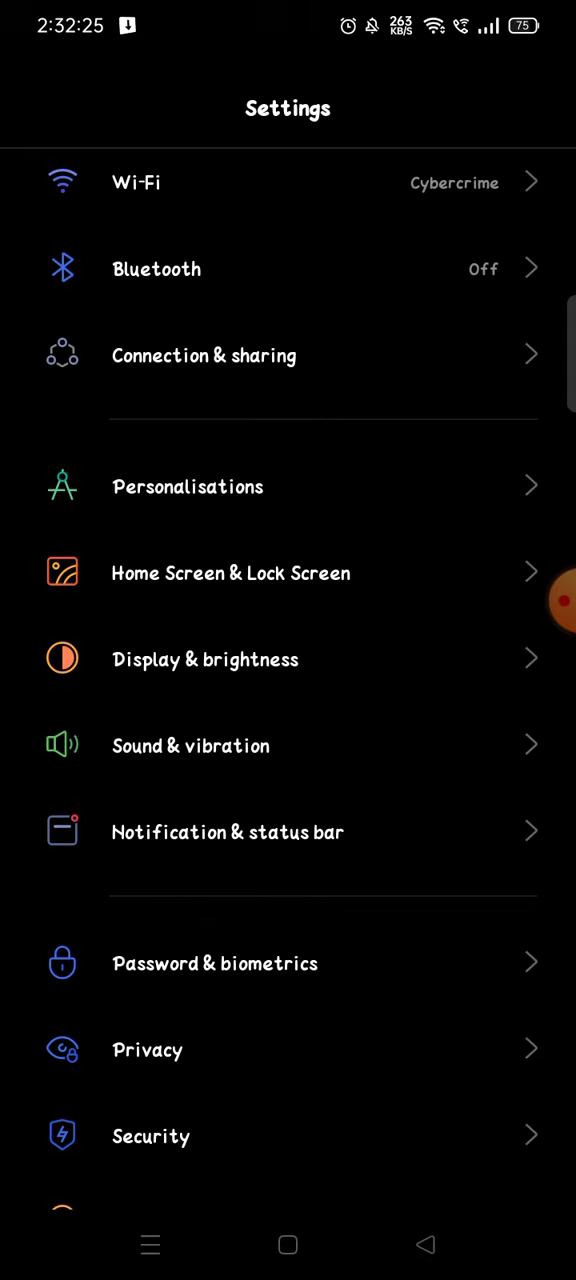 2:32:25 263 KB/S 75
Settings
Wi-Fi Cybercrime
Bluetooth Off
Connection & sharing
Personalisations
Home Screen & Lock Screen
Display & brightness
Sound & vibration
Notification & status bar
Password & biometrics
Privacy
Security